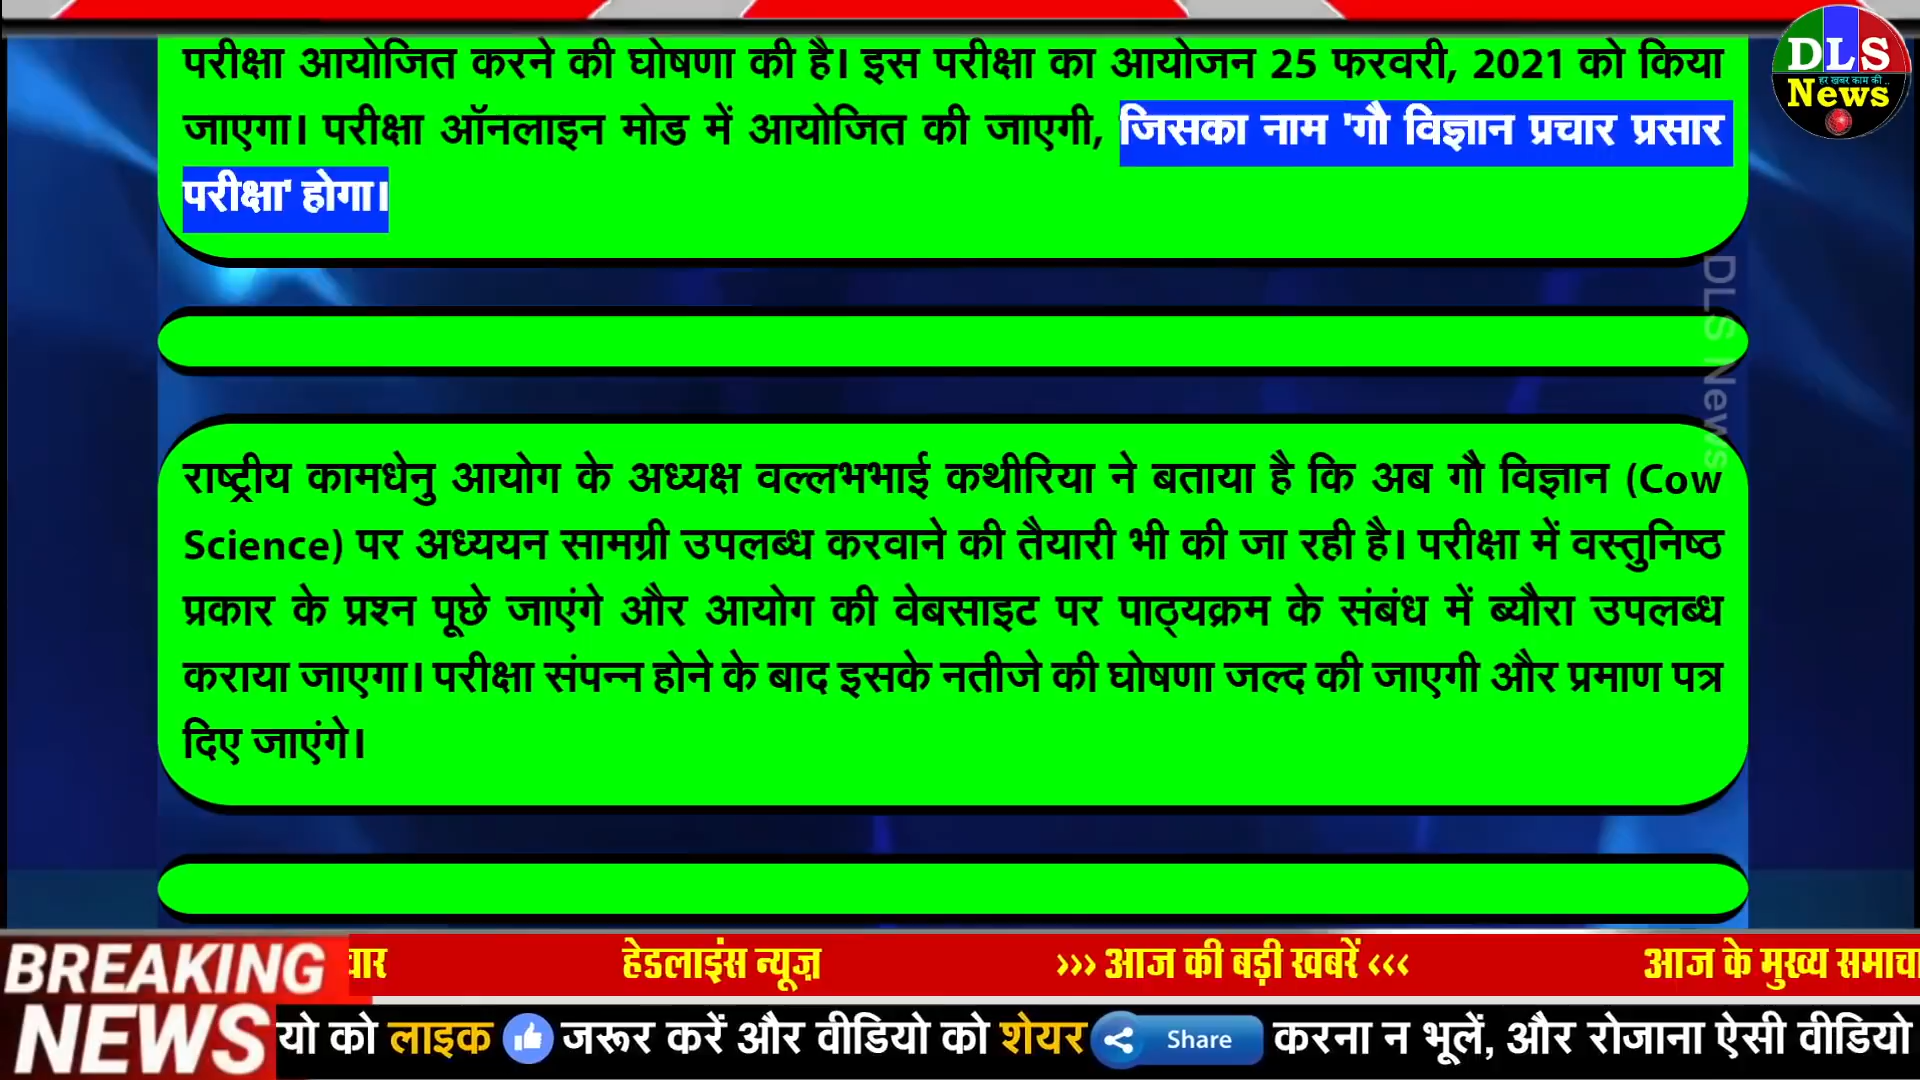 परीक्षा आयोजित करने की घोषणा की है। इस परीक्षा का आयोजन 25 फरवरी, 2021 को किया
जाएगा। परीक्षा ऑनलाइन मोड में आयोजित की जाएगी, जिसका नाम 'गौ विज्ञान प्रचार प्रसार
परीक्षा' होगा।
DLS
हर खबर काम की..
News
DLS News
राष्ट्रीय कामधेनु आयोग के अध्यक्ष वल्लभभाई कथीरिया ने बताया है कि अब गौ विज्ञान (Cow
Science) पर अध्ययन सामग्री उपलब्ध करवाने की तैयारी भी की जा रही है। परीक्षा में वस्तुनिष्ठ
प्रकार के प्रश्न पूछे जाएंगे और आयोग की वेबसाइट पर पाठ्यक्रम के संबंध में ब्यौरा उपलब्ध
कराया जाएगा। परीक्षा संपन्न होने के बाद इसके नतीजे की घोषणा जल्द की जाएगी और प्रमाण पत्र
दिए जाएंगे।
BREAKING
NEWS
चार हेडलाइंस न्यूज़ ››› आज की बड़ी खबरें ‹‹‹ आज के मुख्य समाचा
यो को लाइक जरूर करें और वीडियो को शेयर Share करना न भूलें, और रोजाना ऐसी वीडियो